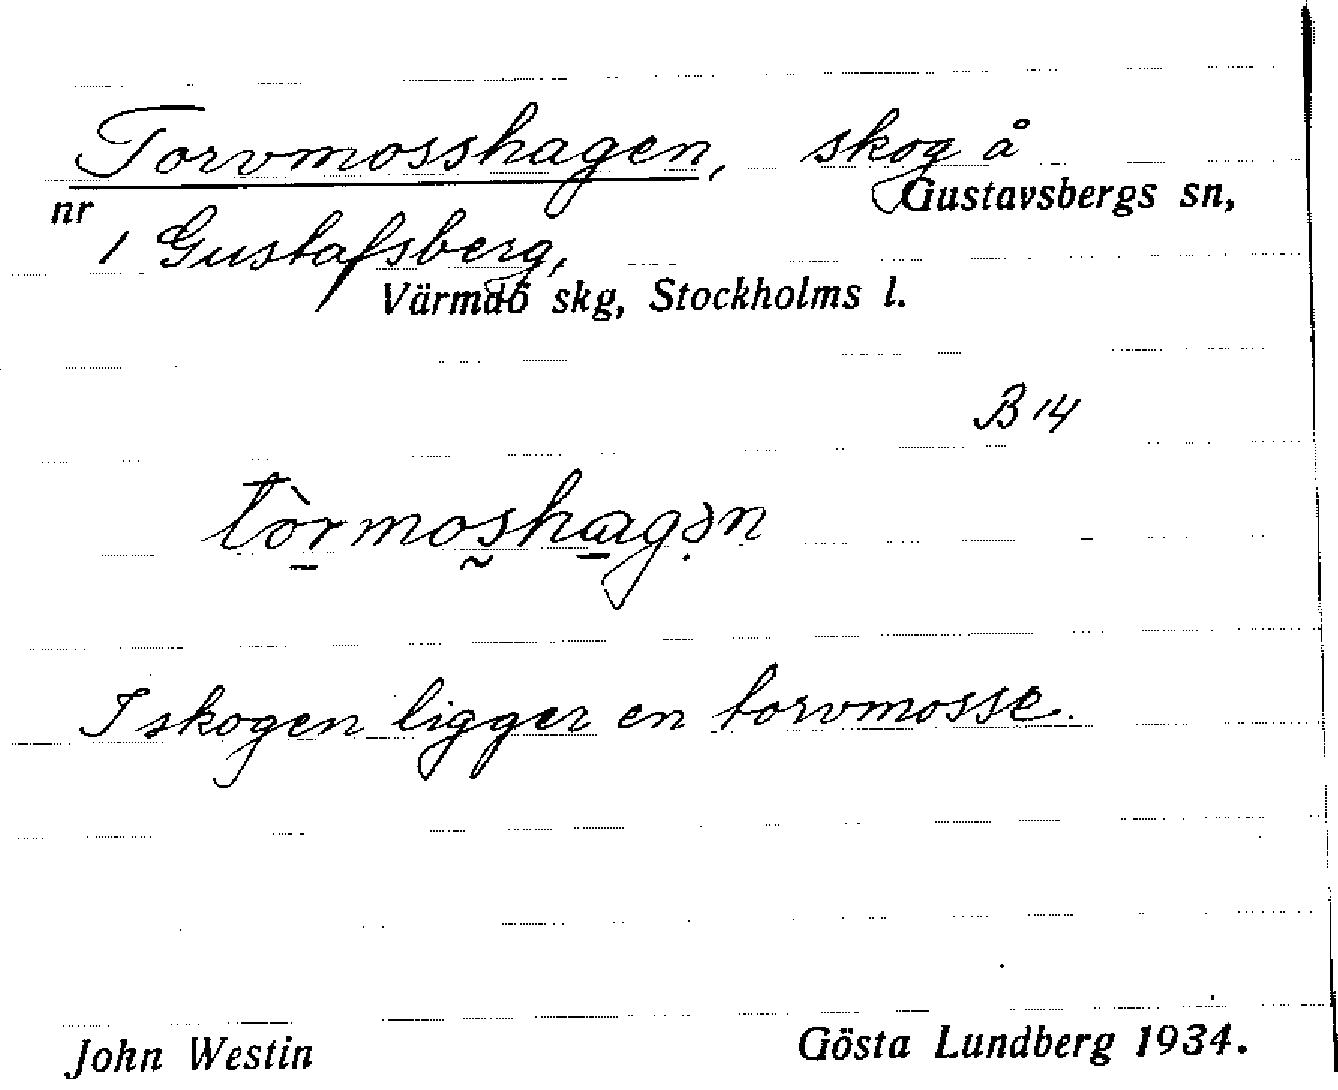 Torvmosshagen, skog å
Gustavsbergs sn,
nr 1 Gustafsberg,
Värmdö skg, Stockholms l.
B 14
tòrmoshagən
I skogen ligger en torvmosse.
John Westin Gösta Lundberg 1934.